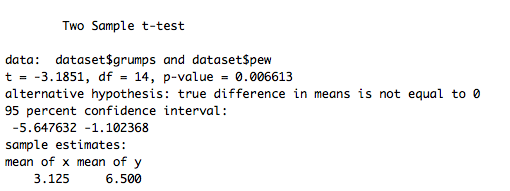 Two Sample t-test
data:  dataset$grumps and dataset$pew
t = -3.1851, df = 14, p-value = 0.006613
alternative hypothesis: true difference in means is not equal to 0
95 percent confidence interval:
 -5.647632 -1.102368
sample estimates:
mean of x mean of y
    3.125     6.500